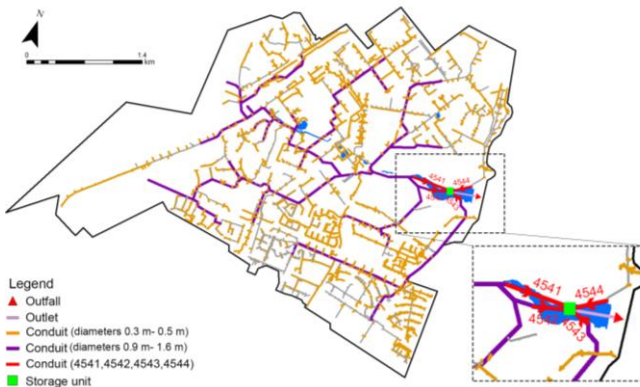 N
0 1.4
km
4541 4544
4543
Legend
Outfall
Outlet
Conduit (diameters 0.3 m- 0.5 m)
Conduit (diameters 0.9 m- 1.6 m)
Conduit (4541,4542,4543,4544)
Storage unit
4541 4544
4543